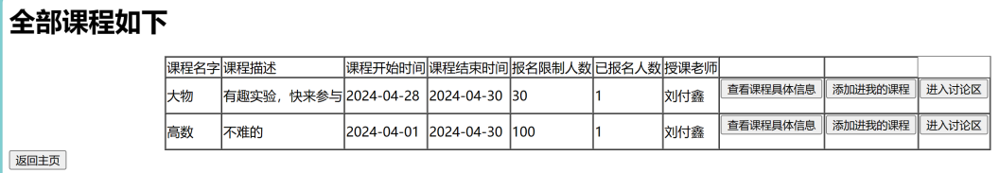 全部课程如下
课程名字 课程描述 课程开始时间 课程结束时间 报名限制人数 已报名人数 授课老师
大物 有趣实验，快来参与 2024-04-28 2024-04-30 30 1 刘付鑫 查看课程具体信息 添加进我的课程 进入讨论区
高数 不难的 2024-04-01 2024-04-30 100 1 刘付鑫 查看课程具体信息 添加进我的课程 进入讨论区
返回主页